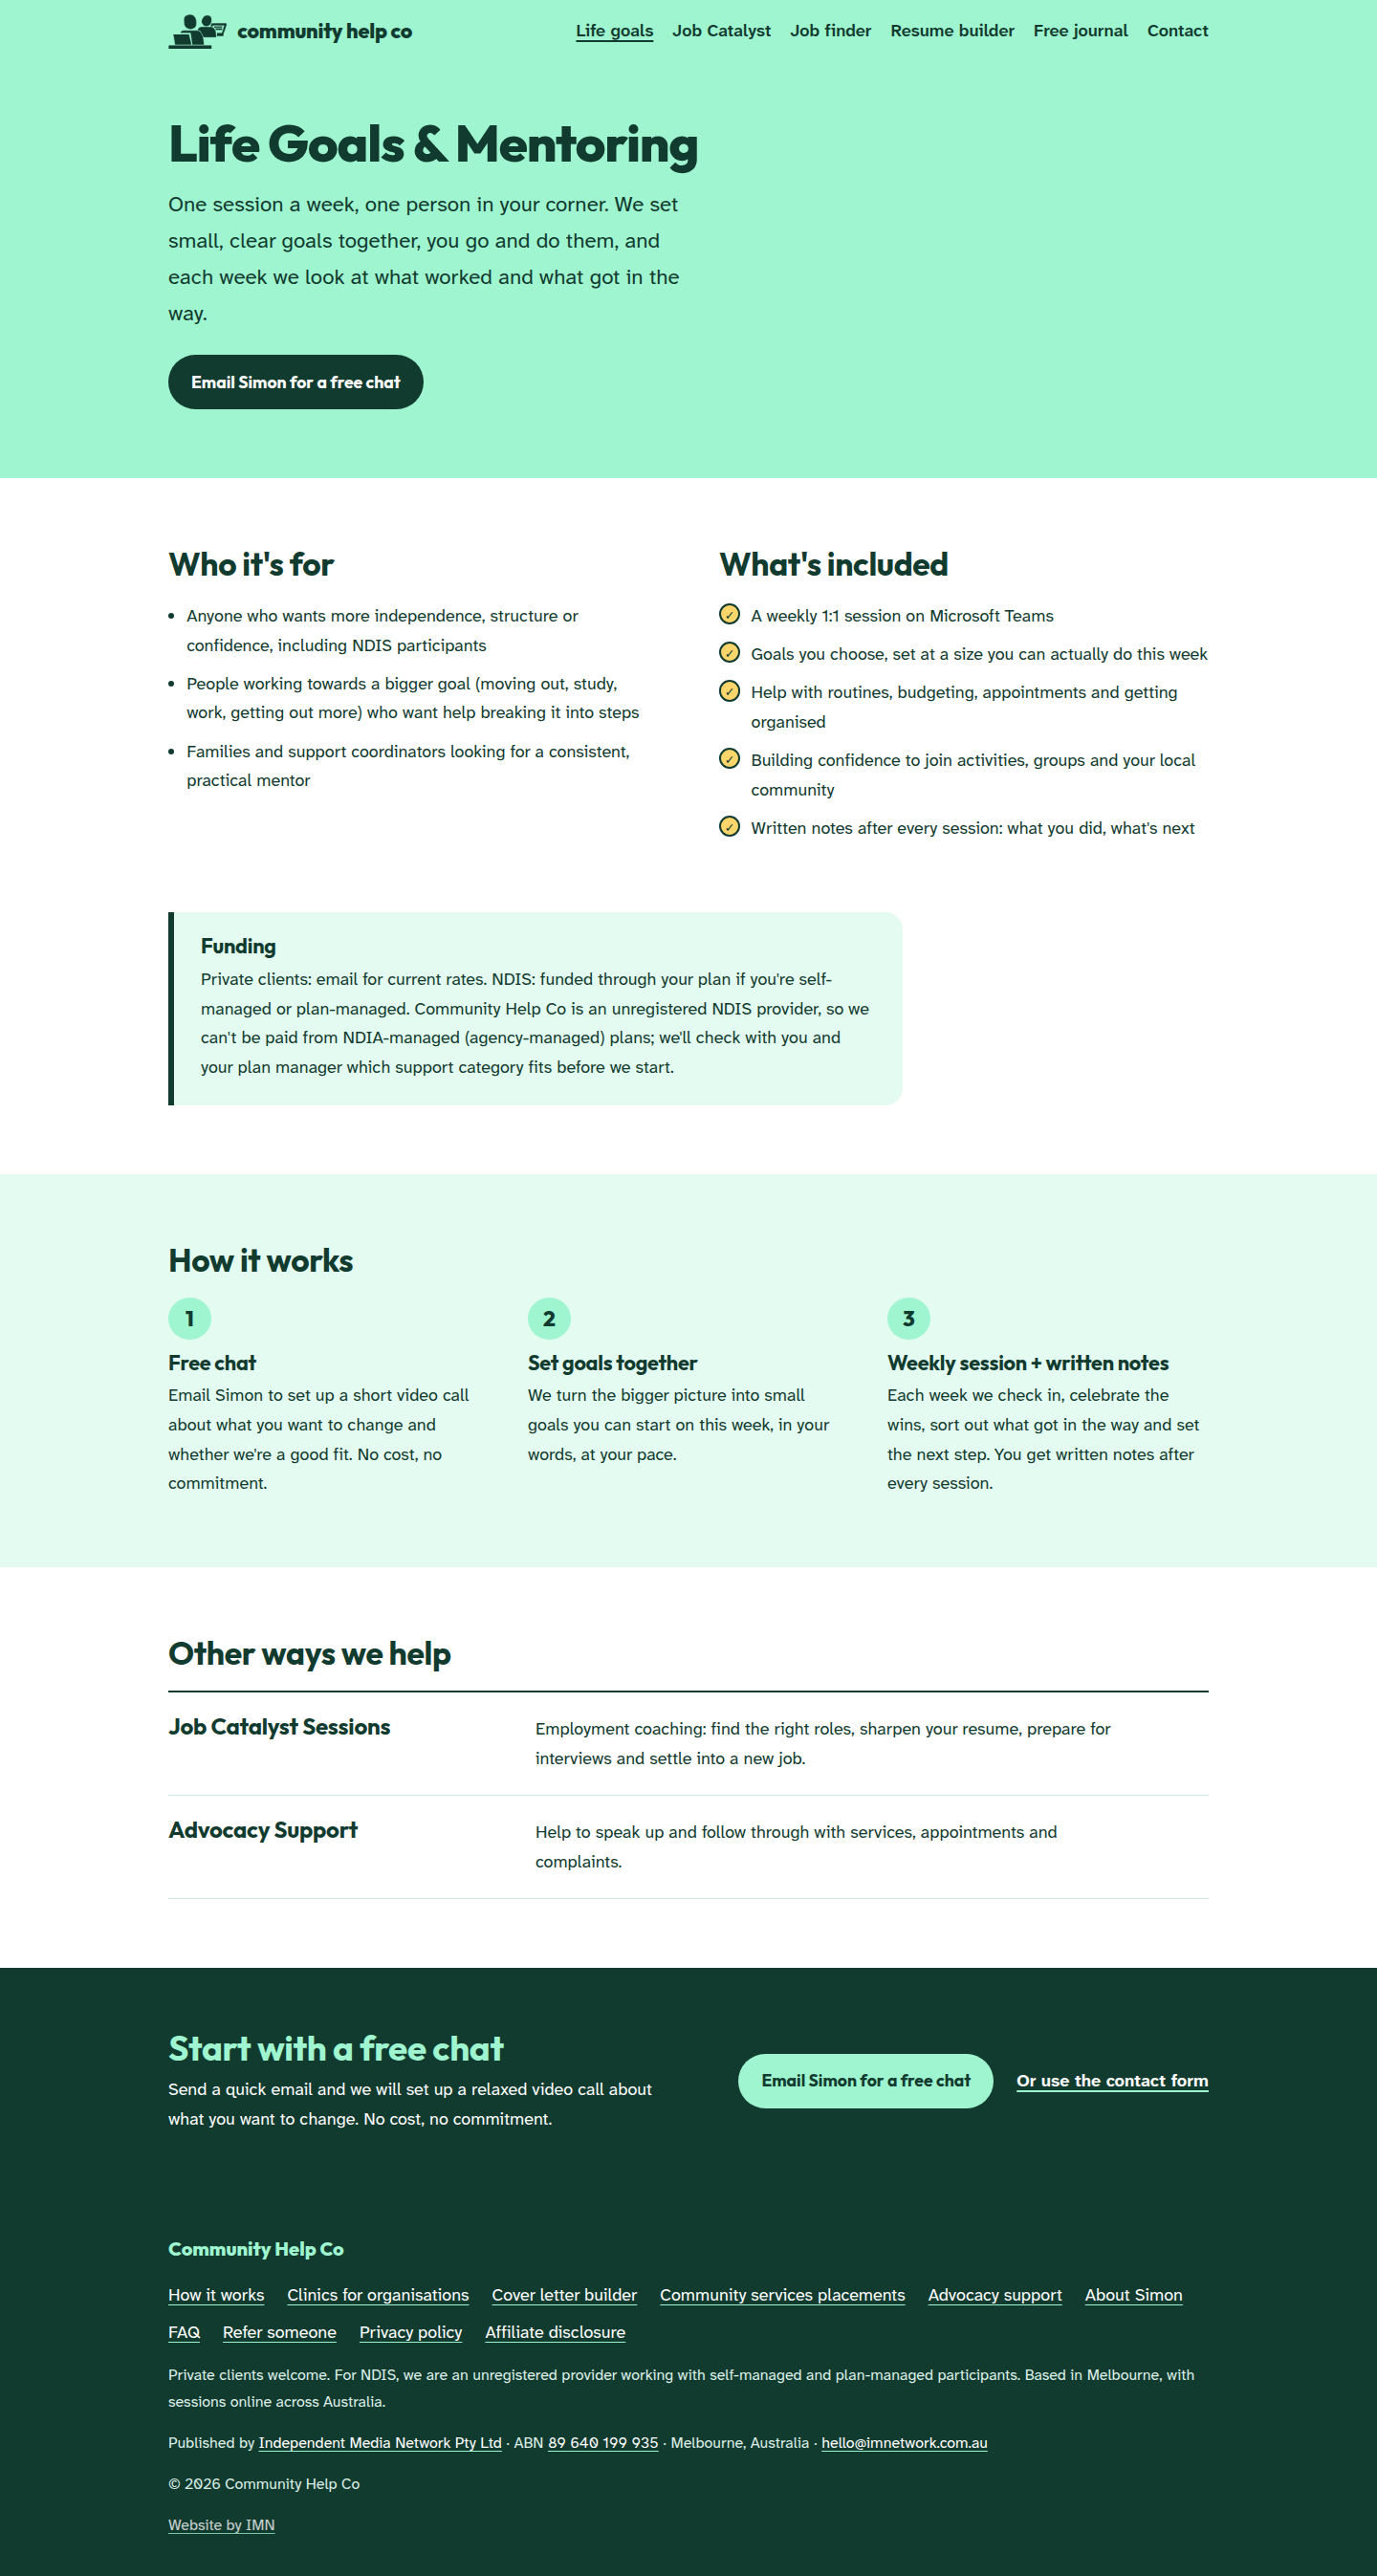 community help co
Life goals Job Catalyst Job finder Resume builder Free journal Contact
Life Goals & Mentoring
One session a week, one person in your corner. We set
small, clear goals together, you go and do them, and
each week we look at what worked and what got in the
way.
Email Simon for a free chat
Who it's for
Anyone who wants more independence, structure or
confidence, including NDIS participants
People working towards a bigger goal (moving out, study,
work, getting out more) who want help breaking it into steps
Families and support coordinators looking for a consistent,
practical mentor
What's included
A weekly 1:1 session on Microsoft Teams
Goals you choose, set at a size you can actually do this week
Help with routines, budgeting, appointments and getting
organised
Building confidence to join activities, groups and your local
community
Written notes after every session: what you did, what's next
Funding
Private clients: email for current rates. NDIS: funded through your plan if you're self-
managed or plan-managed. Community Help Co is an unregistered NDIS provider, so we
can't be paid from NDIA-managed (agency-managed) plans; we'll check with you and
your plan manager which support category fits before we start.
How it works
1
Free chat
Email Simon to set up a short video call
about what you want to change and
whether we're a good fit. No cost, no
commitment.
2
Set goals together
We turn the bigger picture into small
goals you can start on this week, in your
words, at your pace.
3
Weekly session + written notes
Each week we check in, celebrate the
wins, sort out what got in the way and set
the next step. You get written notes after
every session.
Other ways we help
Job Catalyst Sessions
Employment coaching: find the right roles, sharpen your resume, prepare for
interviews and settle into a new job.
Advocacy Support
Help to speak up and follow through with services, appointments and
complaints.
Start with a free chat
Send a quick email and we will set up a relaxed video call about
what you want to change. No cost, no commitment.
Email Simon for a free chat
Or use the contact form
Community Help Co
How it works Clinics for organisations Cover letter builder Community services placements Advocacy support About Simon
FAQ Refer someone Privacy policy Affiliate disclosure
Private clients welcome. For NDIS, we are an unregistered provider working with self-managed and plan-managed participants. Based in Melbourne, with
sessions online across Australia.
Published by Independent Media Network Pty Ltd · ABN 89 640 199 935 · Melbourne, Australia · hello@imnetwork.com.au
© 2026 Community Help Co
Website by IMN